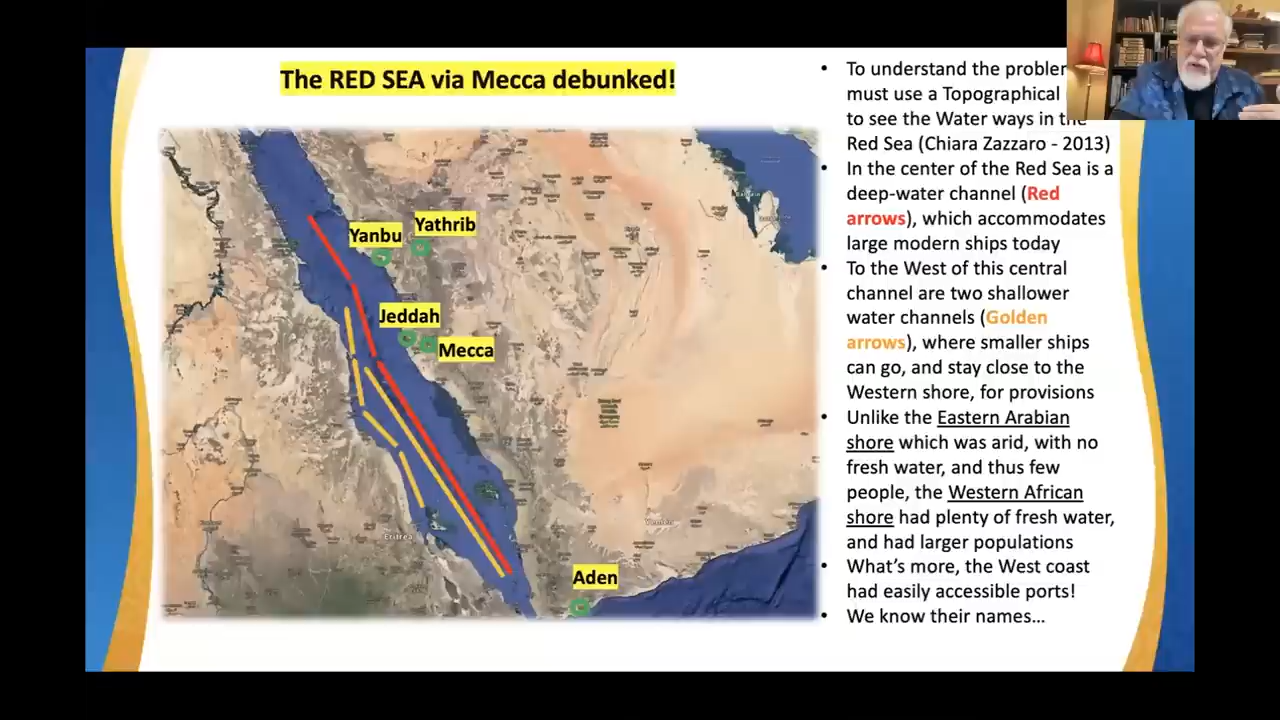 The RED SEA via Mecca debunked!
Yathrib
Yanbu
Jeddah
Mecca
Eritrea
Yemen
Aden
• To understand the
must use a Topographical
to see the Water ways in the
Red Sea (Chiara Zazzaro - 2013)
• In the center of the Red Sea is a
deep-water channel (Red
arrows), which accommodates
large modern ships today
• To the West of this central
channel are two shallower
water channels (Golden
arrows), where smaller ships
can go, and stay close to the
Western shore, for provisions
• Unlike the Eastern Arabian
shore which was arid, with no
fresh water, and thus few
people, the Western African
shore had plenty of fresh water,
and had larger populations
• What's more, the West coast
had easily accessible ports!
• We know their names...